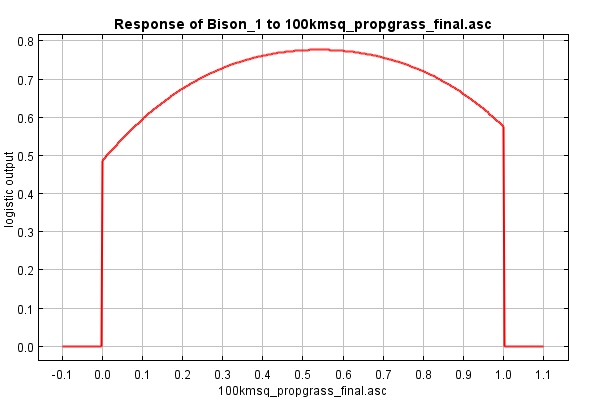 Response of Bison_1 to 100kmsq_propgrass_final.asc
0.8
0.7
0.6
0.5
0.4
0.3
0.2
0.1
0.0
logistic output
-0.1 0.0 0.1 0.2 0.3 0.4 0.5 0.6 0.7 0.8 0.9 1.0 1.1
100kmsq_propgrass_final.asc